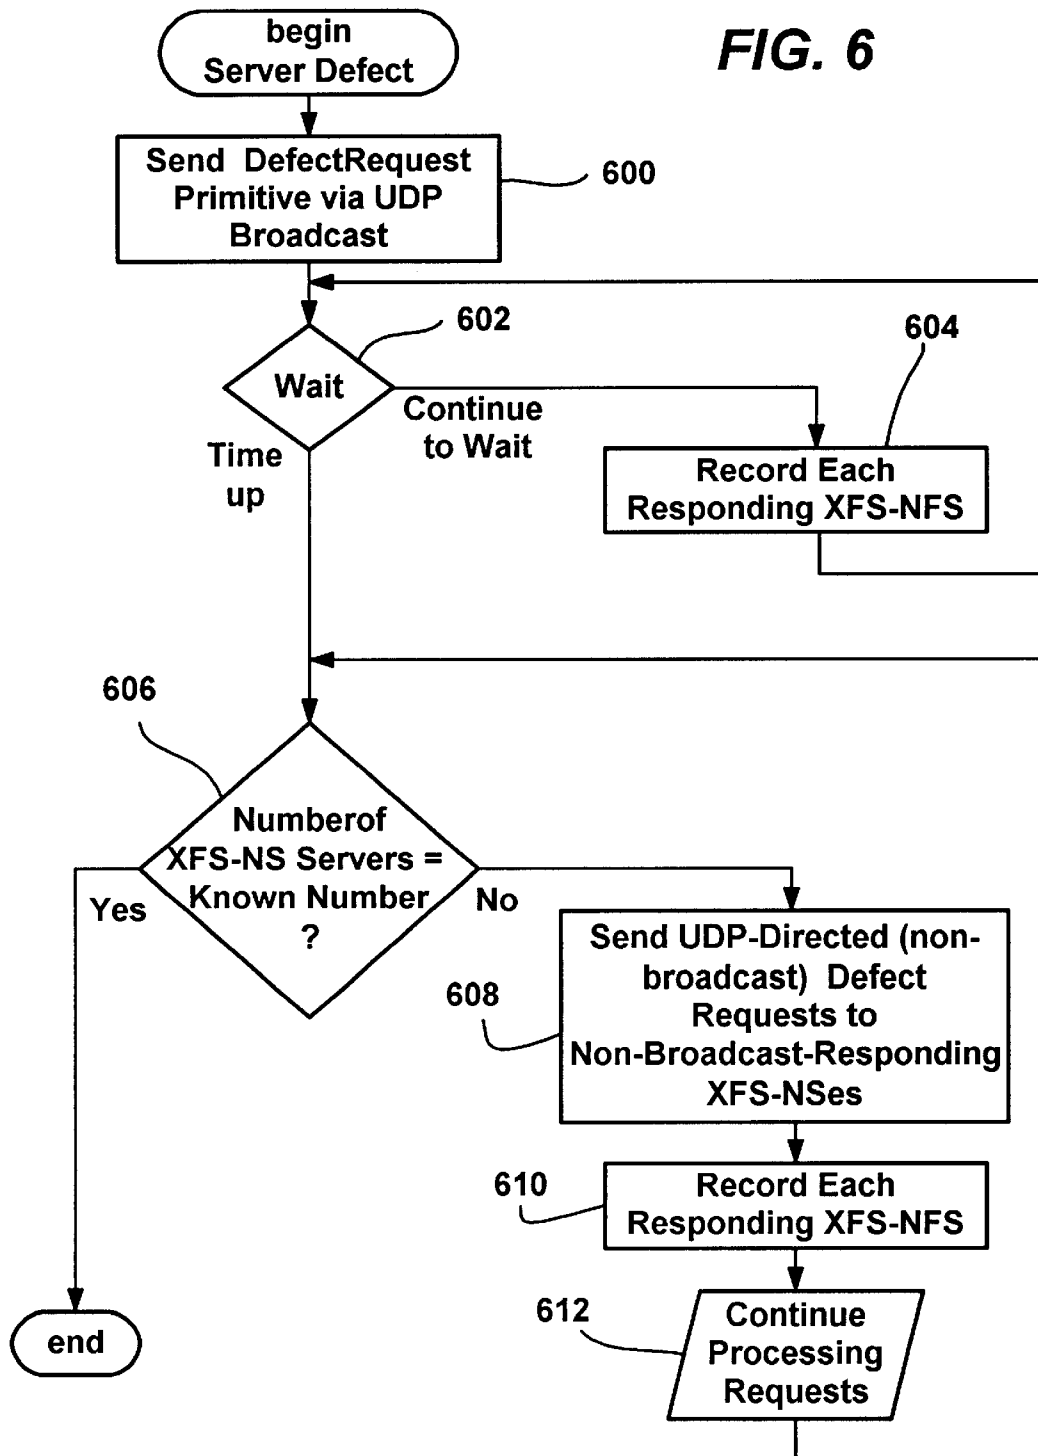 begin
Server Defect
FIG. 6
Send DefectRequest
Primitive via UDP
Broadcast
600
602
Wait
Continue
to Wait
Time
up
604
Record Each
Responding XFS-NFS
606
Numberof
XFS-NS Servers =
Known Number
?
Yes
No
608
Send UDP-Directed (non-
broadcast) Defect
Requests to
Non-Broadcast-Responding
XFS-NSes
610
Record Each
Responding XFS-NFS
612
Continue
Processing
Requests
end